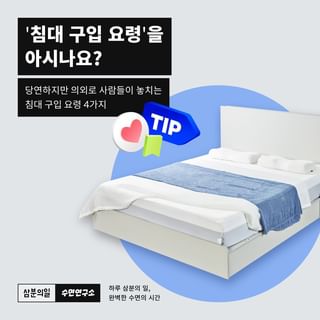 '침대 구입 요령'을
아시나요?
당연하지만 의외로 사람들이 놓치는
침대 구입 요령 4가지
TIP
삼분의일 수면연구소
하루 삼분의 일,
완벽한 수면의 시간